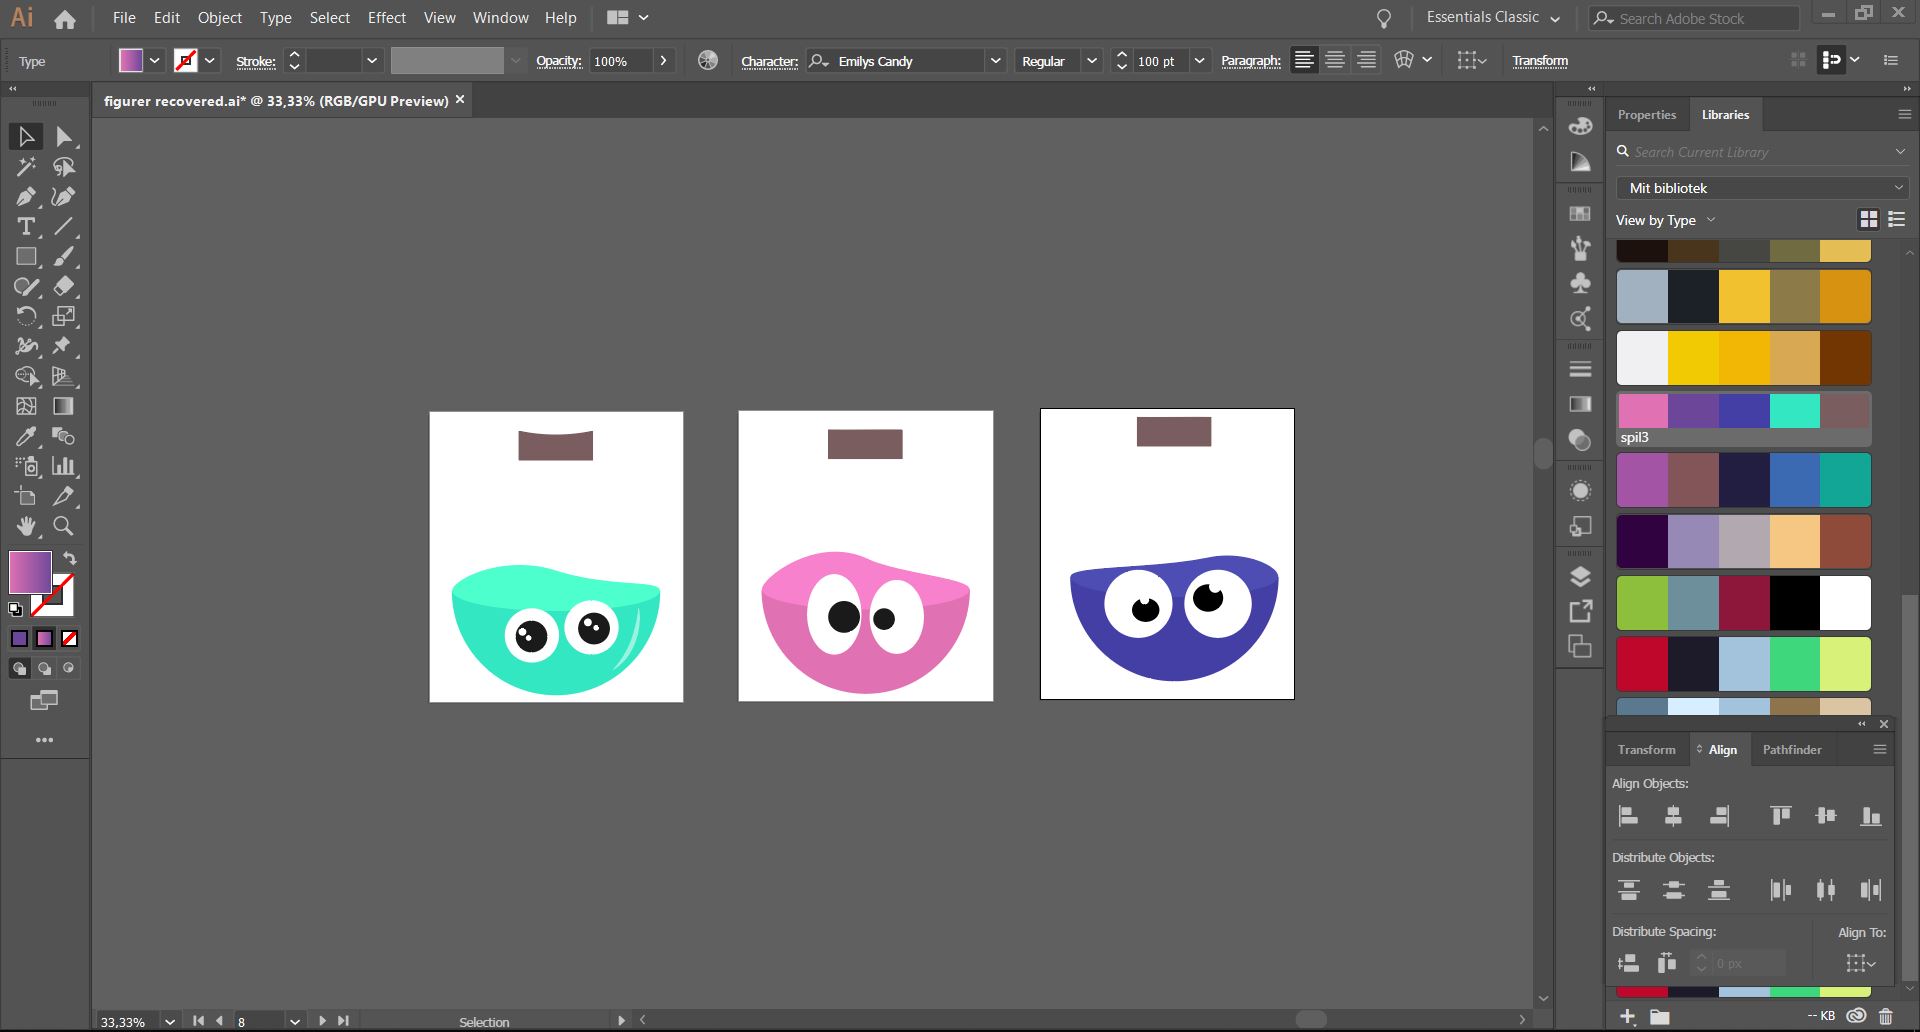 Ai File Edit Object Type Select Effect View Window Help Essentials Classic Search Adobe Stock
Type Stroke: Opacity: 100% Character: Emilys Candy Regular 100 pt Paragraph: Transform
figurer recovered.ai* @ 33,33% (RGB/GPU Preview) ×
Properties Libraries
Search Current Library
Mit bibliotek
View by Type
spil3
Transform Align Pathfinder
Align Objects:
Distribute Objects:
Distribute Spacing: Align To:
0 px
33,33% 8 Selection
-- KB